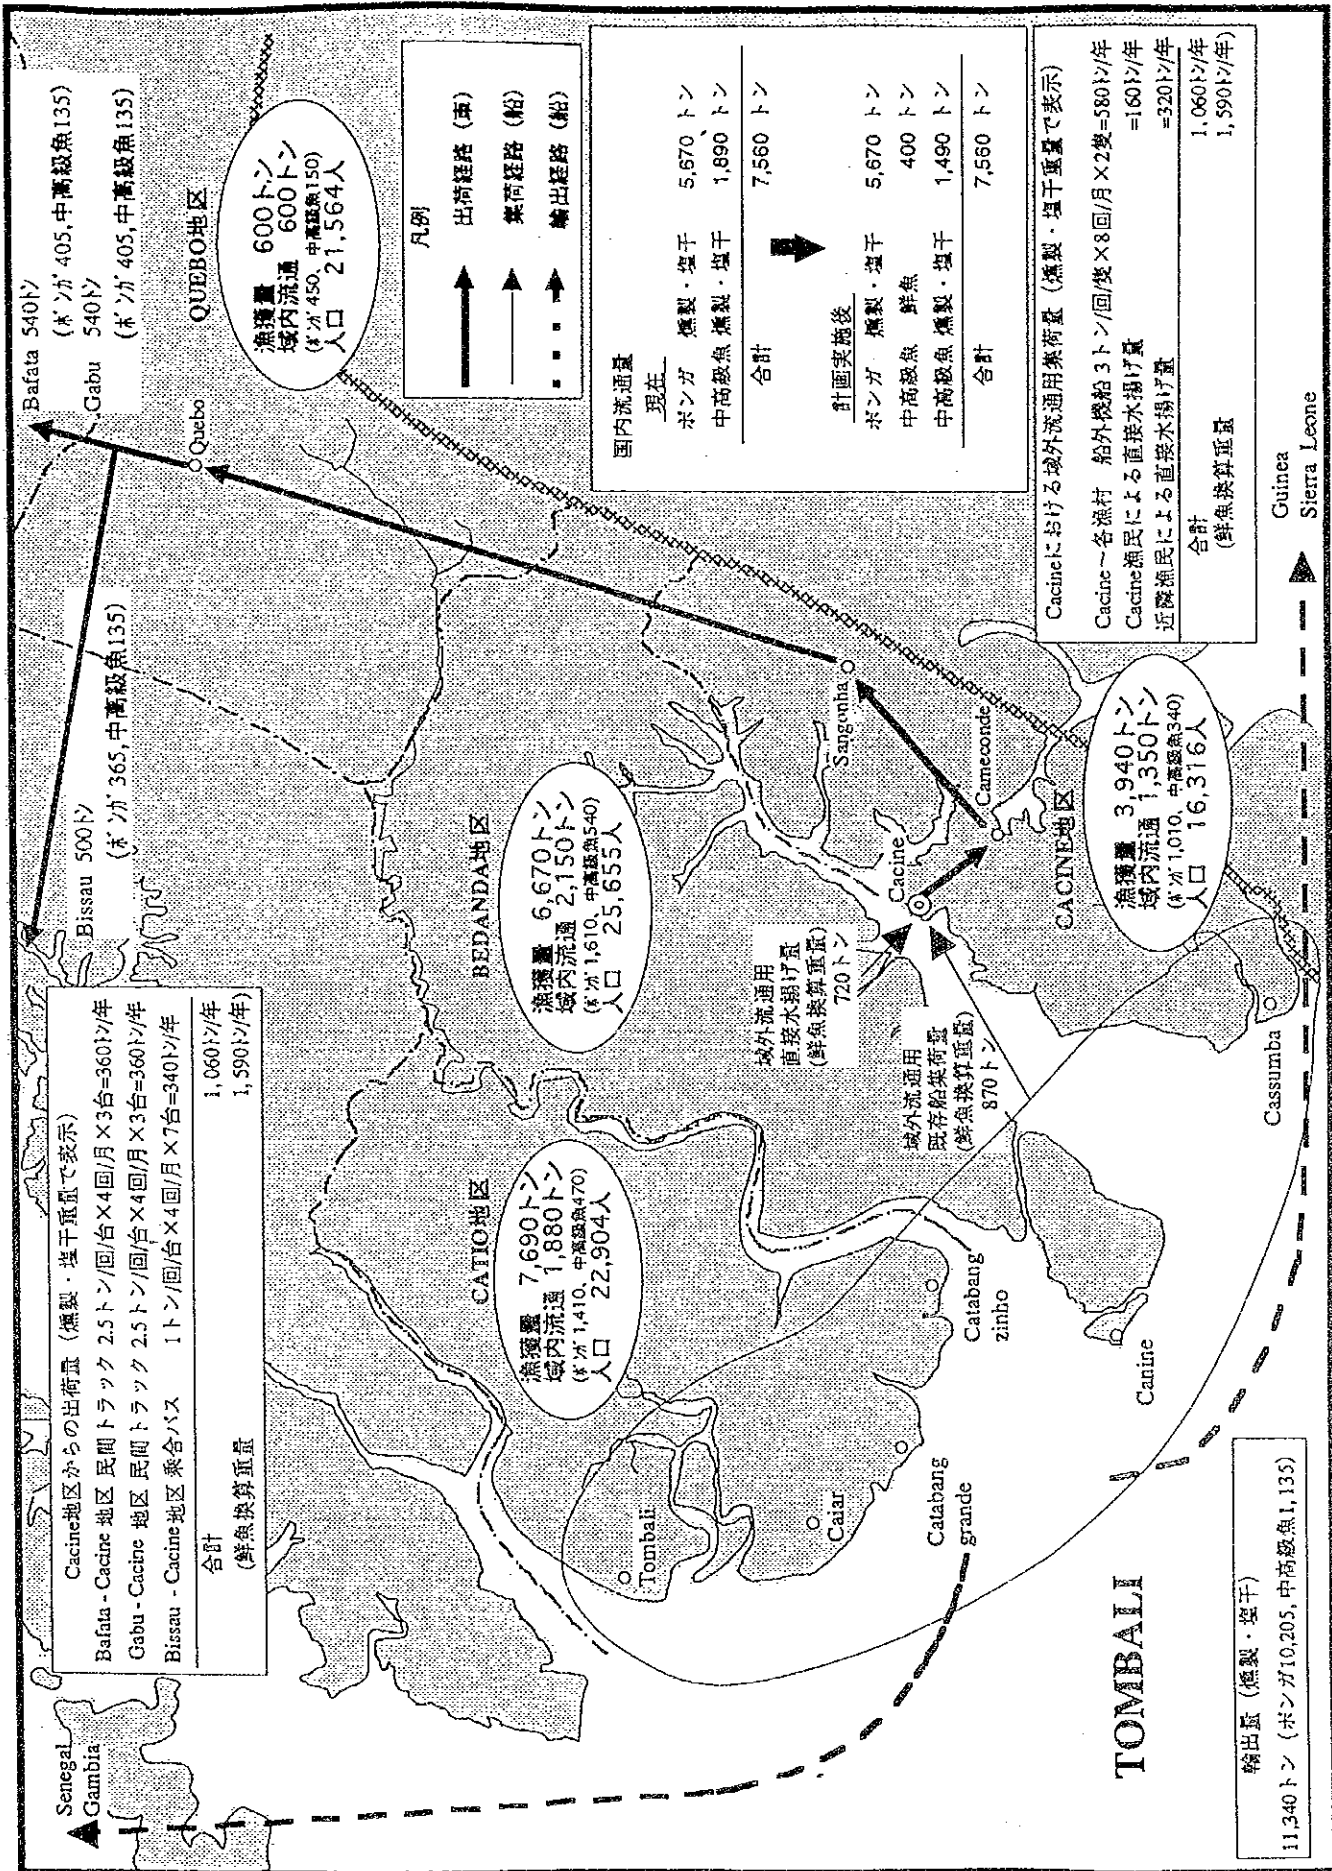 Senegal
Gambia
Cacine地区からの出荷量 (燻製・塩干重量で表示)
Bafata - Cacine 地区 民間トラック 2.5トン/回/台×4回/月×3台=360トン/年
Gabu - Cacine 地区 民間トラック 2.5トン/回/台×4回/月×3台=360トン/年
Bissau - Cacine 地区 乗合バス 1トン/回/台×4回/月×7台=340トン/年
合計 1,060トン/年
(鮮魚換算重量) 1,590トン/年)
Bissau 500トン
(ボンガ365,中高級魚135)
Bafata 540トン
(ボンガ405,中高級魚135)
Gabu 540トン
(ボンガ405,中高級魚135)
Quebo
QUEBO地区
漁獲量 600トン
域内流通 600トン
(ボンガ450、中高級魚150)
人口 21,564人
CATIO地区
漁獲量 7,690トン
域内流通 1,880トン
(ボンガ1,410、中高級魚470)
人口 22,904人
BEDANDA地区
漁獲量 6,670トン
域内流通 2,150トン
(ボンガ1,610、中高級魚540)
人口 25,655人
凡例
出荷経路 (車)
集荷経路 (船)
輸出経路 (船)
国内流通量
現在
ボンガ 燻製・塩干 5,670 トン
中高級魚 燻製・塩干 1,890 トン
合計 7,560 トン
計画実施後
ボンガ 燻製・塩干 5,670 トン
中高級魚 鮮魚 400 トン
中高級魚 燻製・塩干 1,490 トン
合計 7,560 トン
Tombali
Caiar
Catabang
grande
Catabang
zinho
Canine
域外流通用
直接水揚げ量
(鮮魚換算重量)
720トン
域外流通用
既存船集荷量
(鮮魚換算重量)
870トン
Cacine
Cameconde
Sangonha
CACINE地区
漁獲量 3,940トン
域内流通 1,350トン
(ボンガ1,010、中高級魚340)
人口 16,316人
Cassumba
Cacineにおける域外流通用集荷量 (燻製・塩干重量で表示)
Cacine～各漁村 船外機船3トン/回/隻×8回/月×2隻=580トン/年
Cacine漁民による直接水揚げ量 =160トン/年
近隣漁民による直接水揚げ量 =320トン/年
合計 1,060トン/年
(鮮魚換算重量 1,590トン/年)
Guinea
Sierra Leone
TOMBALI
輸出量 (燻製・塩干)
11,340トン (ボンガ10,205, 中高級魚1,135)